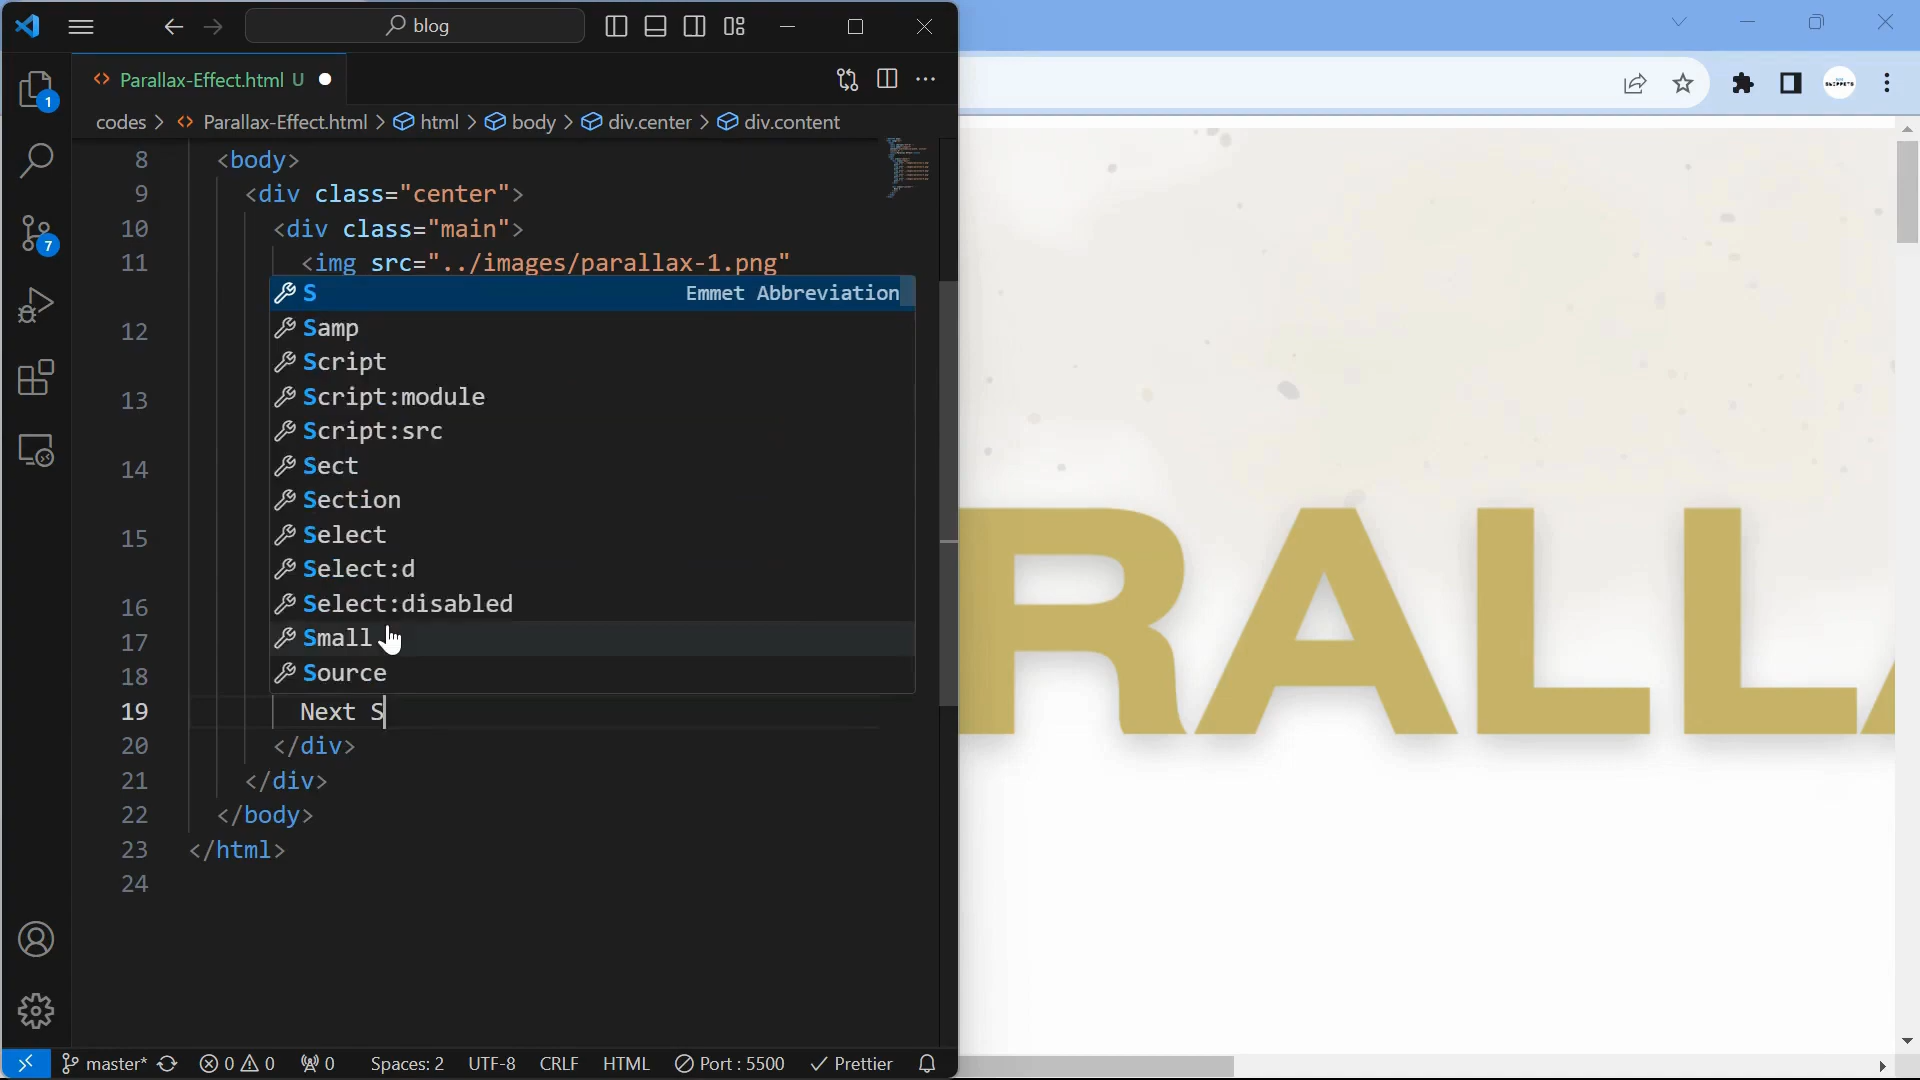 blog
Parallax-Effect.html U
1
codes > Parallax-Effect.html > html > body > div.center > div.content
8 <body>
9 <div class="center">
10 <div class="main">
11 <img src="../images/parallax-1.png"
S Emmet Abbreviation
Samp
12
Script
Script:module
13
Script:src
Sect
14
Section
Select
15
Select:d
Select:disabled
16
Small
17
Source
18
19 Next S
20 </div>
21 </div>
22 </body>
23 </html>
24
7
master* 0 0 0 Spaces: 2 UTF-8 CRLF HTML Port : 5500 Prettier
RALLA